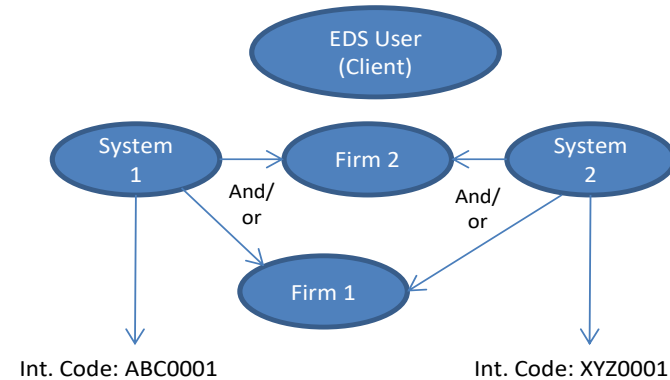 EDS User
(Client)
System
1
Firm 2
System
2
And/
or
And/
or
Firm 1
Int. Code: ABC0001
Int. Code: XYZ0001